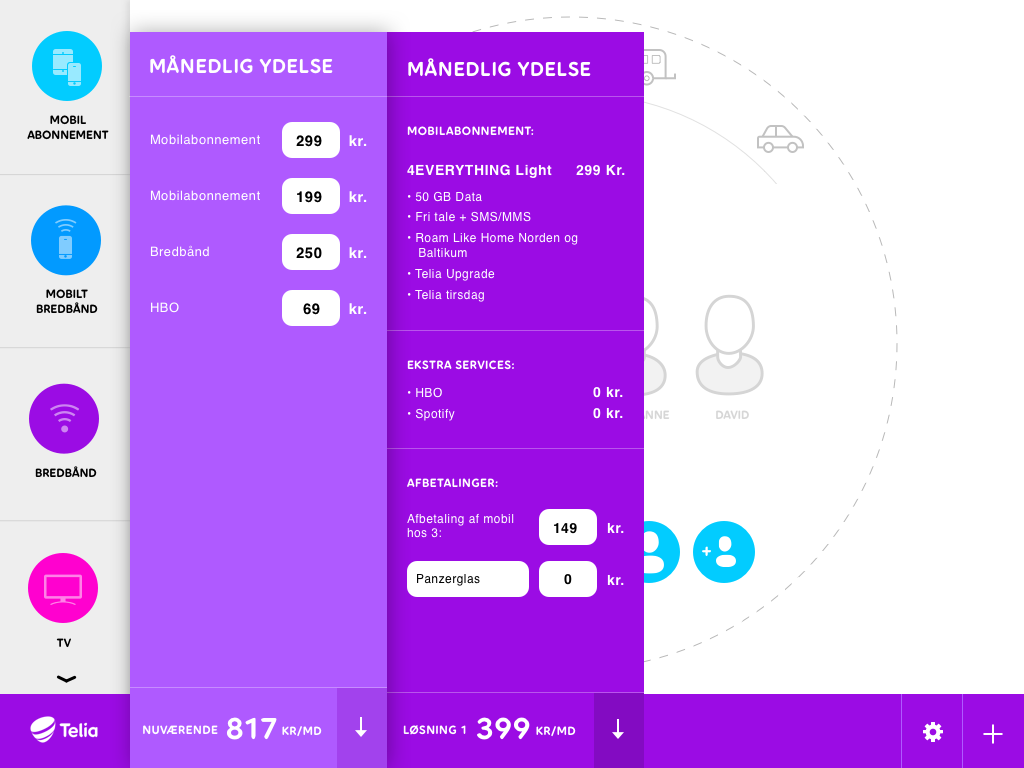 MOBIL
ABONNEMENT
MOBILT
BREDBÅND
BREDBÅND
TV
Telia
MÅNEDLIG YDELSE
Mobilabonnement 299 kr.
Mobilabonnement 199 kr.
Bredbånd 250 kr.
HBO 69 kr.
NUVÆRENDE 817 KR/MD
MÅNEDLIG YDELSE
MOBILABONNEMENT:
4EVERYTHING Light 299 Kr.
• 50 GB Data
• Fri tale + SMS/MMS
• Roam Like Home Norden og
Baltikum
• Telia Upgrade
• Telia tirsdag
EKSTRA SERVICES:
• HBO 0 kr.
• Spotify 0 kr.
AFBETALINGER:
Afbetaling af mobil
hos 3: 149 kr.
Panzerglas 0 kr.
LØSNING 1 399 KR/MD
NNE
DAVID